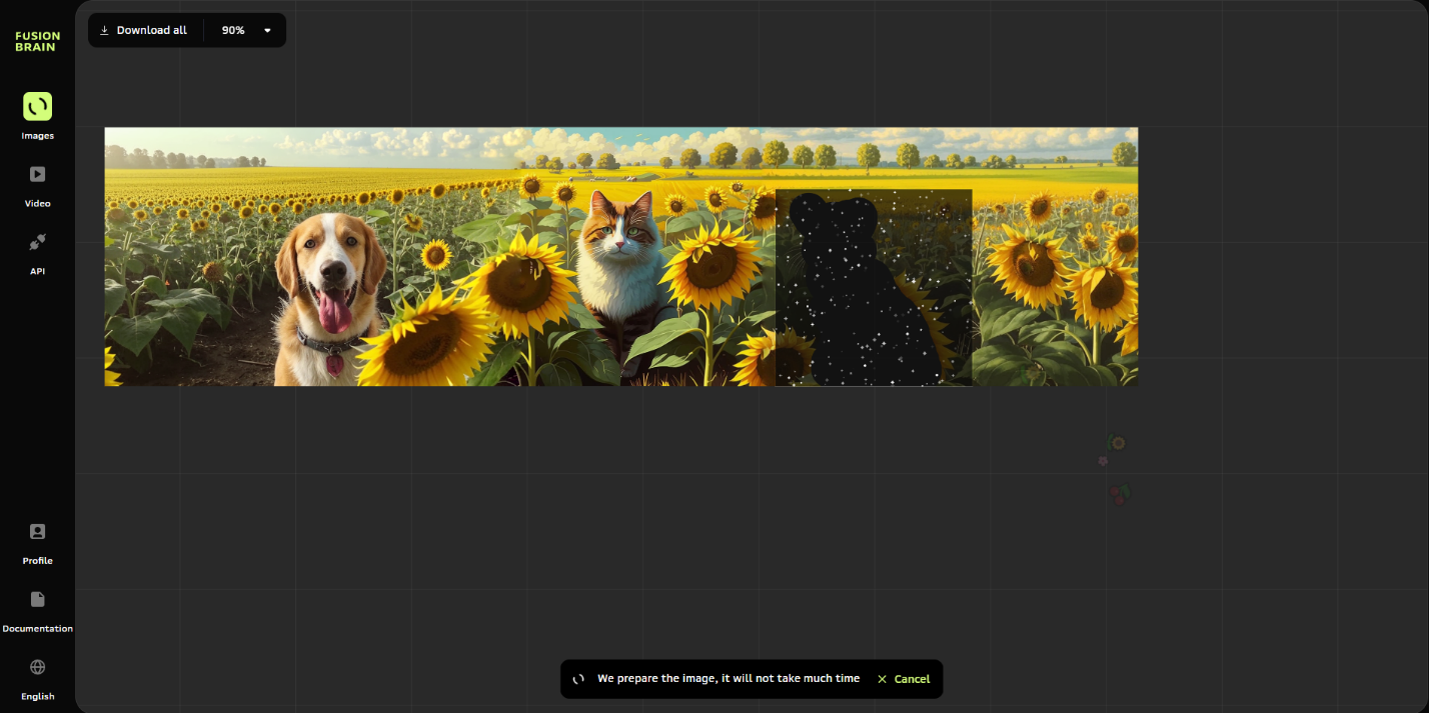 FUSION
BRAIN
Download all
90%
Images
Video
API
Profile
Documentation
English
We prepare the image, it will not take much time
Cancel